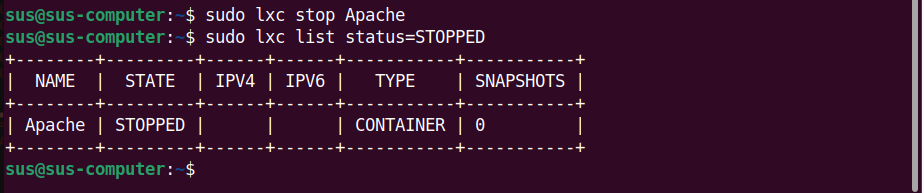 sus@sus-computer:~$ sudo lxc stop Apache
sus@sus-computer:~$ sudo lxc list status=STOPPED
+--------+---------+------+------+-----------+-----------+
|  NAME  |  STATE  | IPV4 | IPV6 |   TYPE    | SNAPSHOTS |
+--------+---------+------+------+-----------+-----------+
| Apache | STOPPED |      |      | CONTAINER | 0         |
+--------+---------+------+------+-----------+-----------+
sus@sus-computer:~$